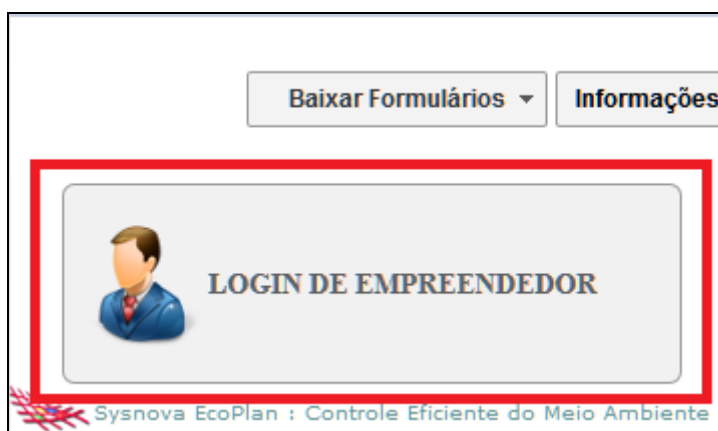 Baixar Formulários
Informações
LOGIN DE EMPREENDEDOR
Sysnova EcoPlan : Controle Eficiente do Meio Ambiente